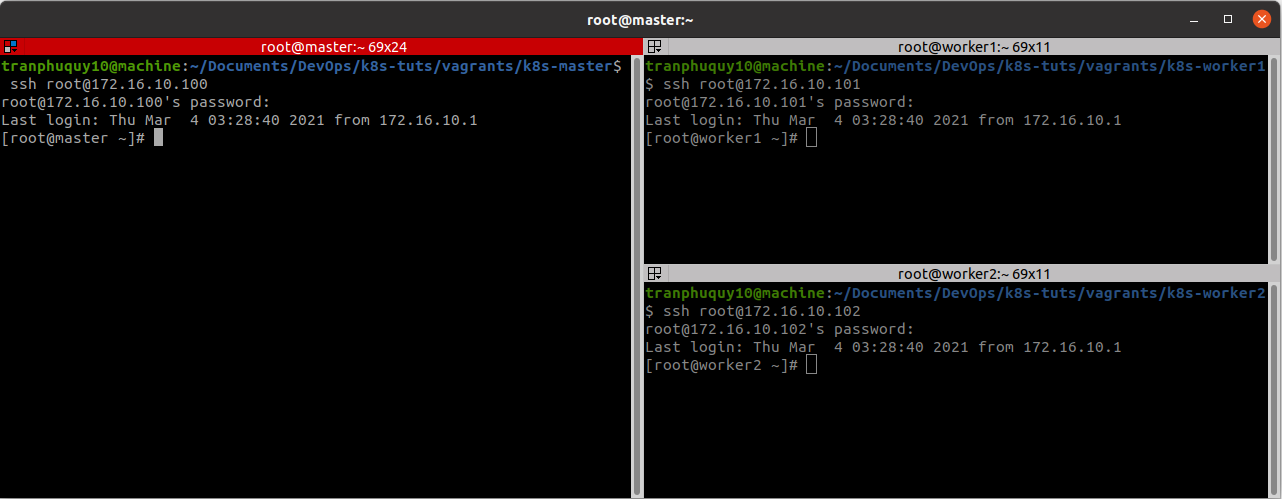 root@master:~
root@master:~ 69x24
tranphuquy10@machine:~/Documents/DevOps/k8s-tuts/vagrants/k8s-master$
 ssh root@172.16.10.100
root@172.16.10.100's password:
Last login: Thu Mar  4 03:28:40 2021 from 172.16.10.1
[root@master ~]#
root@worker1:~ 69x11
tranphuquy10@machine:~/Documents/DevOps/k8s-tuts/vagrants/k8s-worker1
$ ssh root@172.16.10.101
root@172.16.10.101's password:
Last login: Thu Mar  4 03:28:40 2021 from 172.16.10.1
[root@worker1 ~]#
root@worker2:~ 69x11
tranphuquy10@machine:~/Documents/DevOps/k8s-tuts/vagrants/k8s-worker2
$ ssh root@172.16.10.102
root@172.16.10.102's password:
Last login: Thu Mar  4 03:28:40 2021 from 172.16.10.1
[root@worker2 ~]#